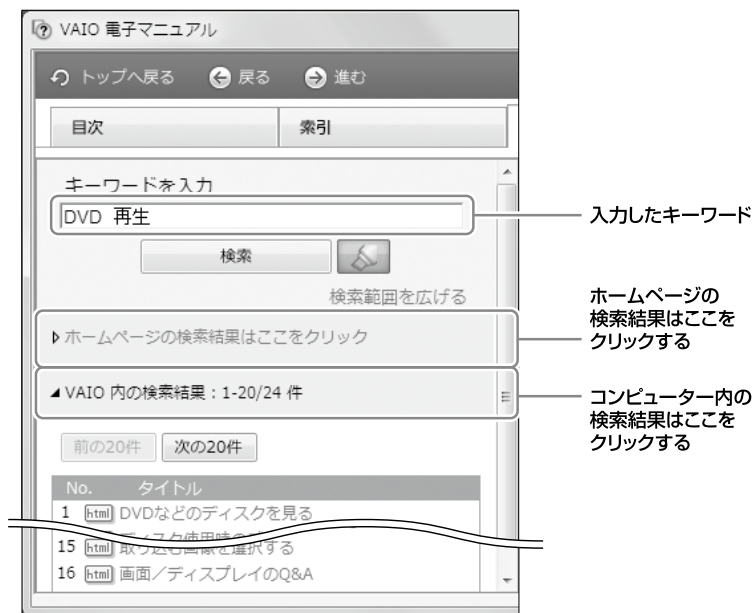 VAIO 電子マニュアル
トップへ戻る 戻る 進む
目次 索引
キーワードを入力
DVD 再生
検索
検索範囲を広げる
ホームページの検索結果はここをクリック
VAIO 内の検索結果：1-20/24 件
前の20件 次の20件
No. タイトル
1 html DVDなどのディスクを見る
15 html 取り込む画像を選択する
16 html 画面／ディスプレイのQ&A
入力したキーワード
ホームページの
検索結果はここを
クリックする
コンピューター内の
検索結果はここを
クリックする